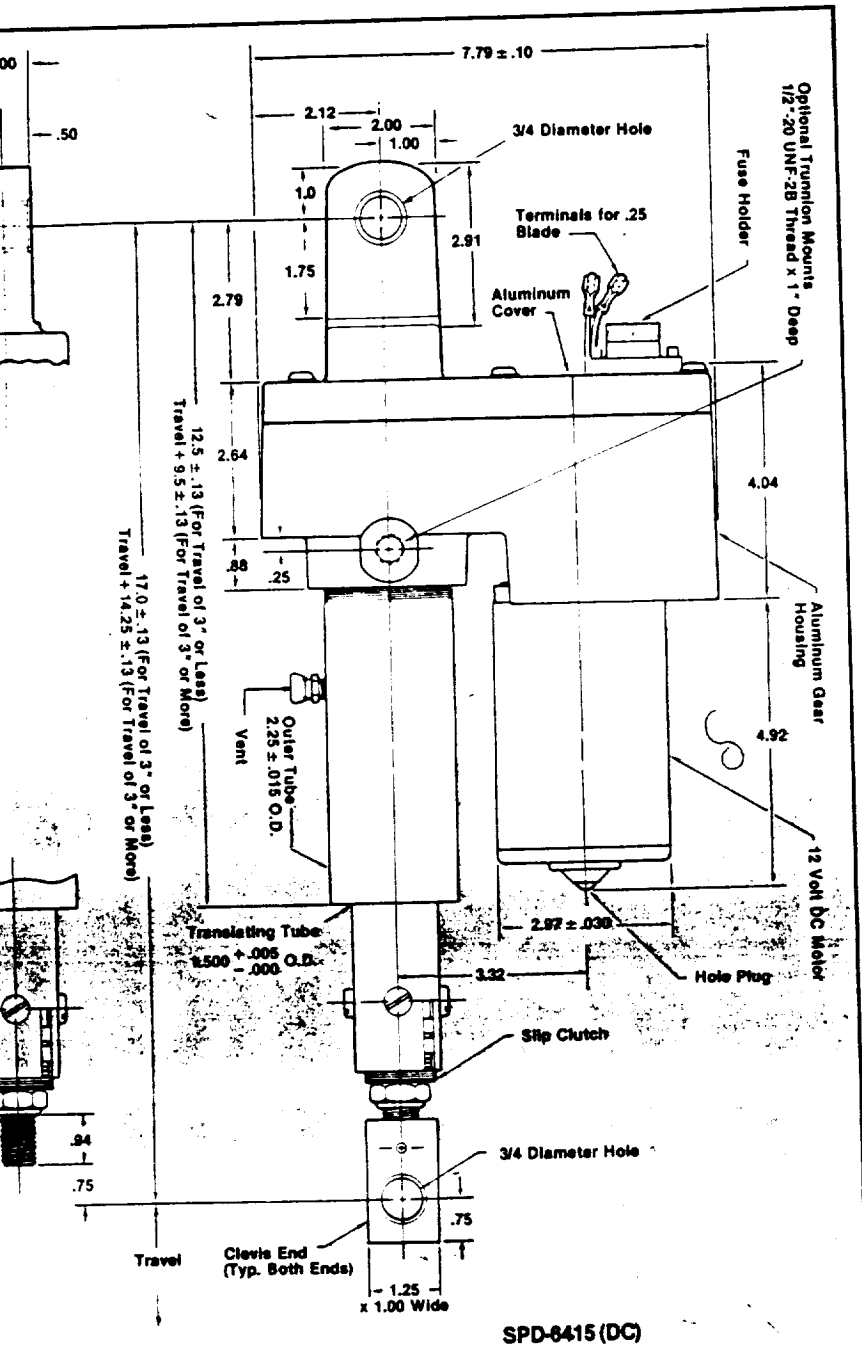 00
.50
7.79 ± .10
2.12
2.00
1.00
3/4 Diameter Hole
1.0
1.75
2.91
2.79
Terminals for .25
Blade
Aluminum
Cover
Fuse Holder
Optional Trunnion Mounts
1/2"-20 UNF-2B Thread x 1" Deep
2.64
4.04
.88
.25
12.5 ± .13 (For Travel of 3" or Less)
Travel + 9.5 ± .13 (For Travel of 3" or More)
17.0 ± .13 (For Travel of 3" or Less)
Travel + 14.25 ± .13 (For Travel of 3" or More)
Aluminum Gear
Housing
4.92
Vent
Outer Tube
2.25 ± .015 O.D.
12 Volt DC Motor
Translating Tube
1.500 + .005 - .000 O.D.
2.97 ± .030
3.32
Hole Plug
Slip Clutch
.94
.75
3/4 Diameter Hole
.75
Travel
Clevis End
(Typ. Both Ends)
1.25
x 1.00 Wide
SPD-6415 (DC)